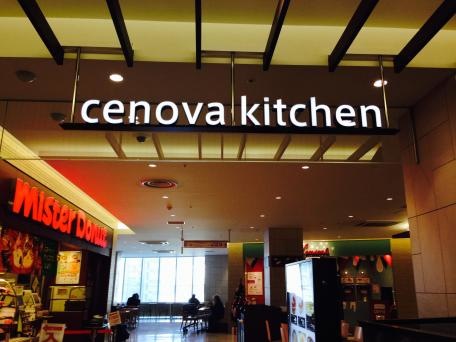 cenova kitchen
Mister Donut